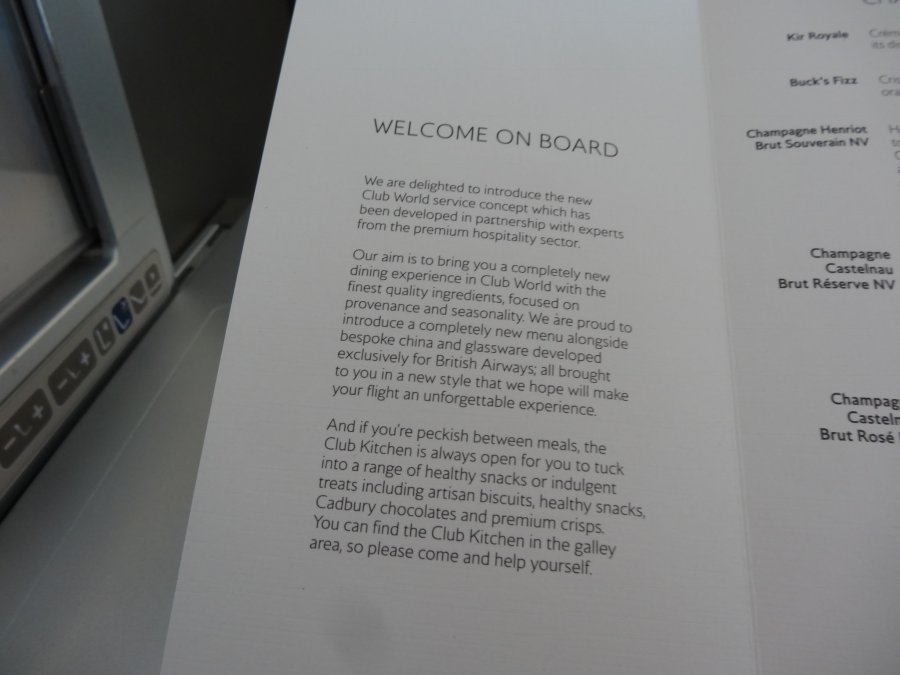 WELCOME ON BOARD
We are delighted to introduce the new
Club World service concept which has
been developed in partnership with experts
from the premium hospitality sector.
Our aim is to bring you a completely new
dining experience in Club World with the
finest quality ingredients, focused on
provenance and seasonality. We are proud to
introduce a completely new menu alongside
bespoke china and glassware developed
exclusively for British Airways; all brought
to you in a new style that we hope will make
your flight an unforgettable experience.
And if you're peckish between meals, the
Club Kitchen is always open for you to tuck
into a range of healthy snacks or indulgent
treats including artisan biscuits, healthy snacks,
Cadbury chocolates and premium crisps.
You can find the Club Kitchen in the galley
area, so please come and help yourself.
Kir Royale
its
Buck's Fizz
Champagne Henriot
Brut Souverain NV
Champagne
Castelnau
Brut Réserve NV
Brut Rosé